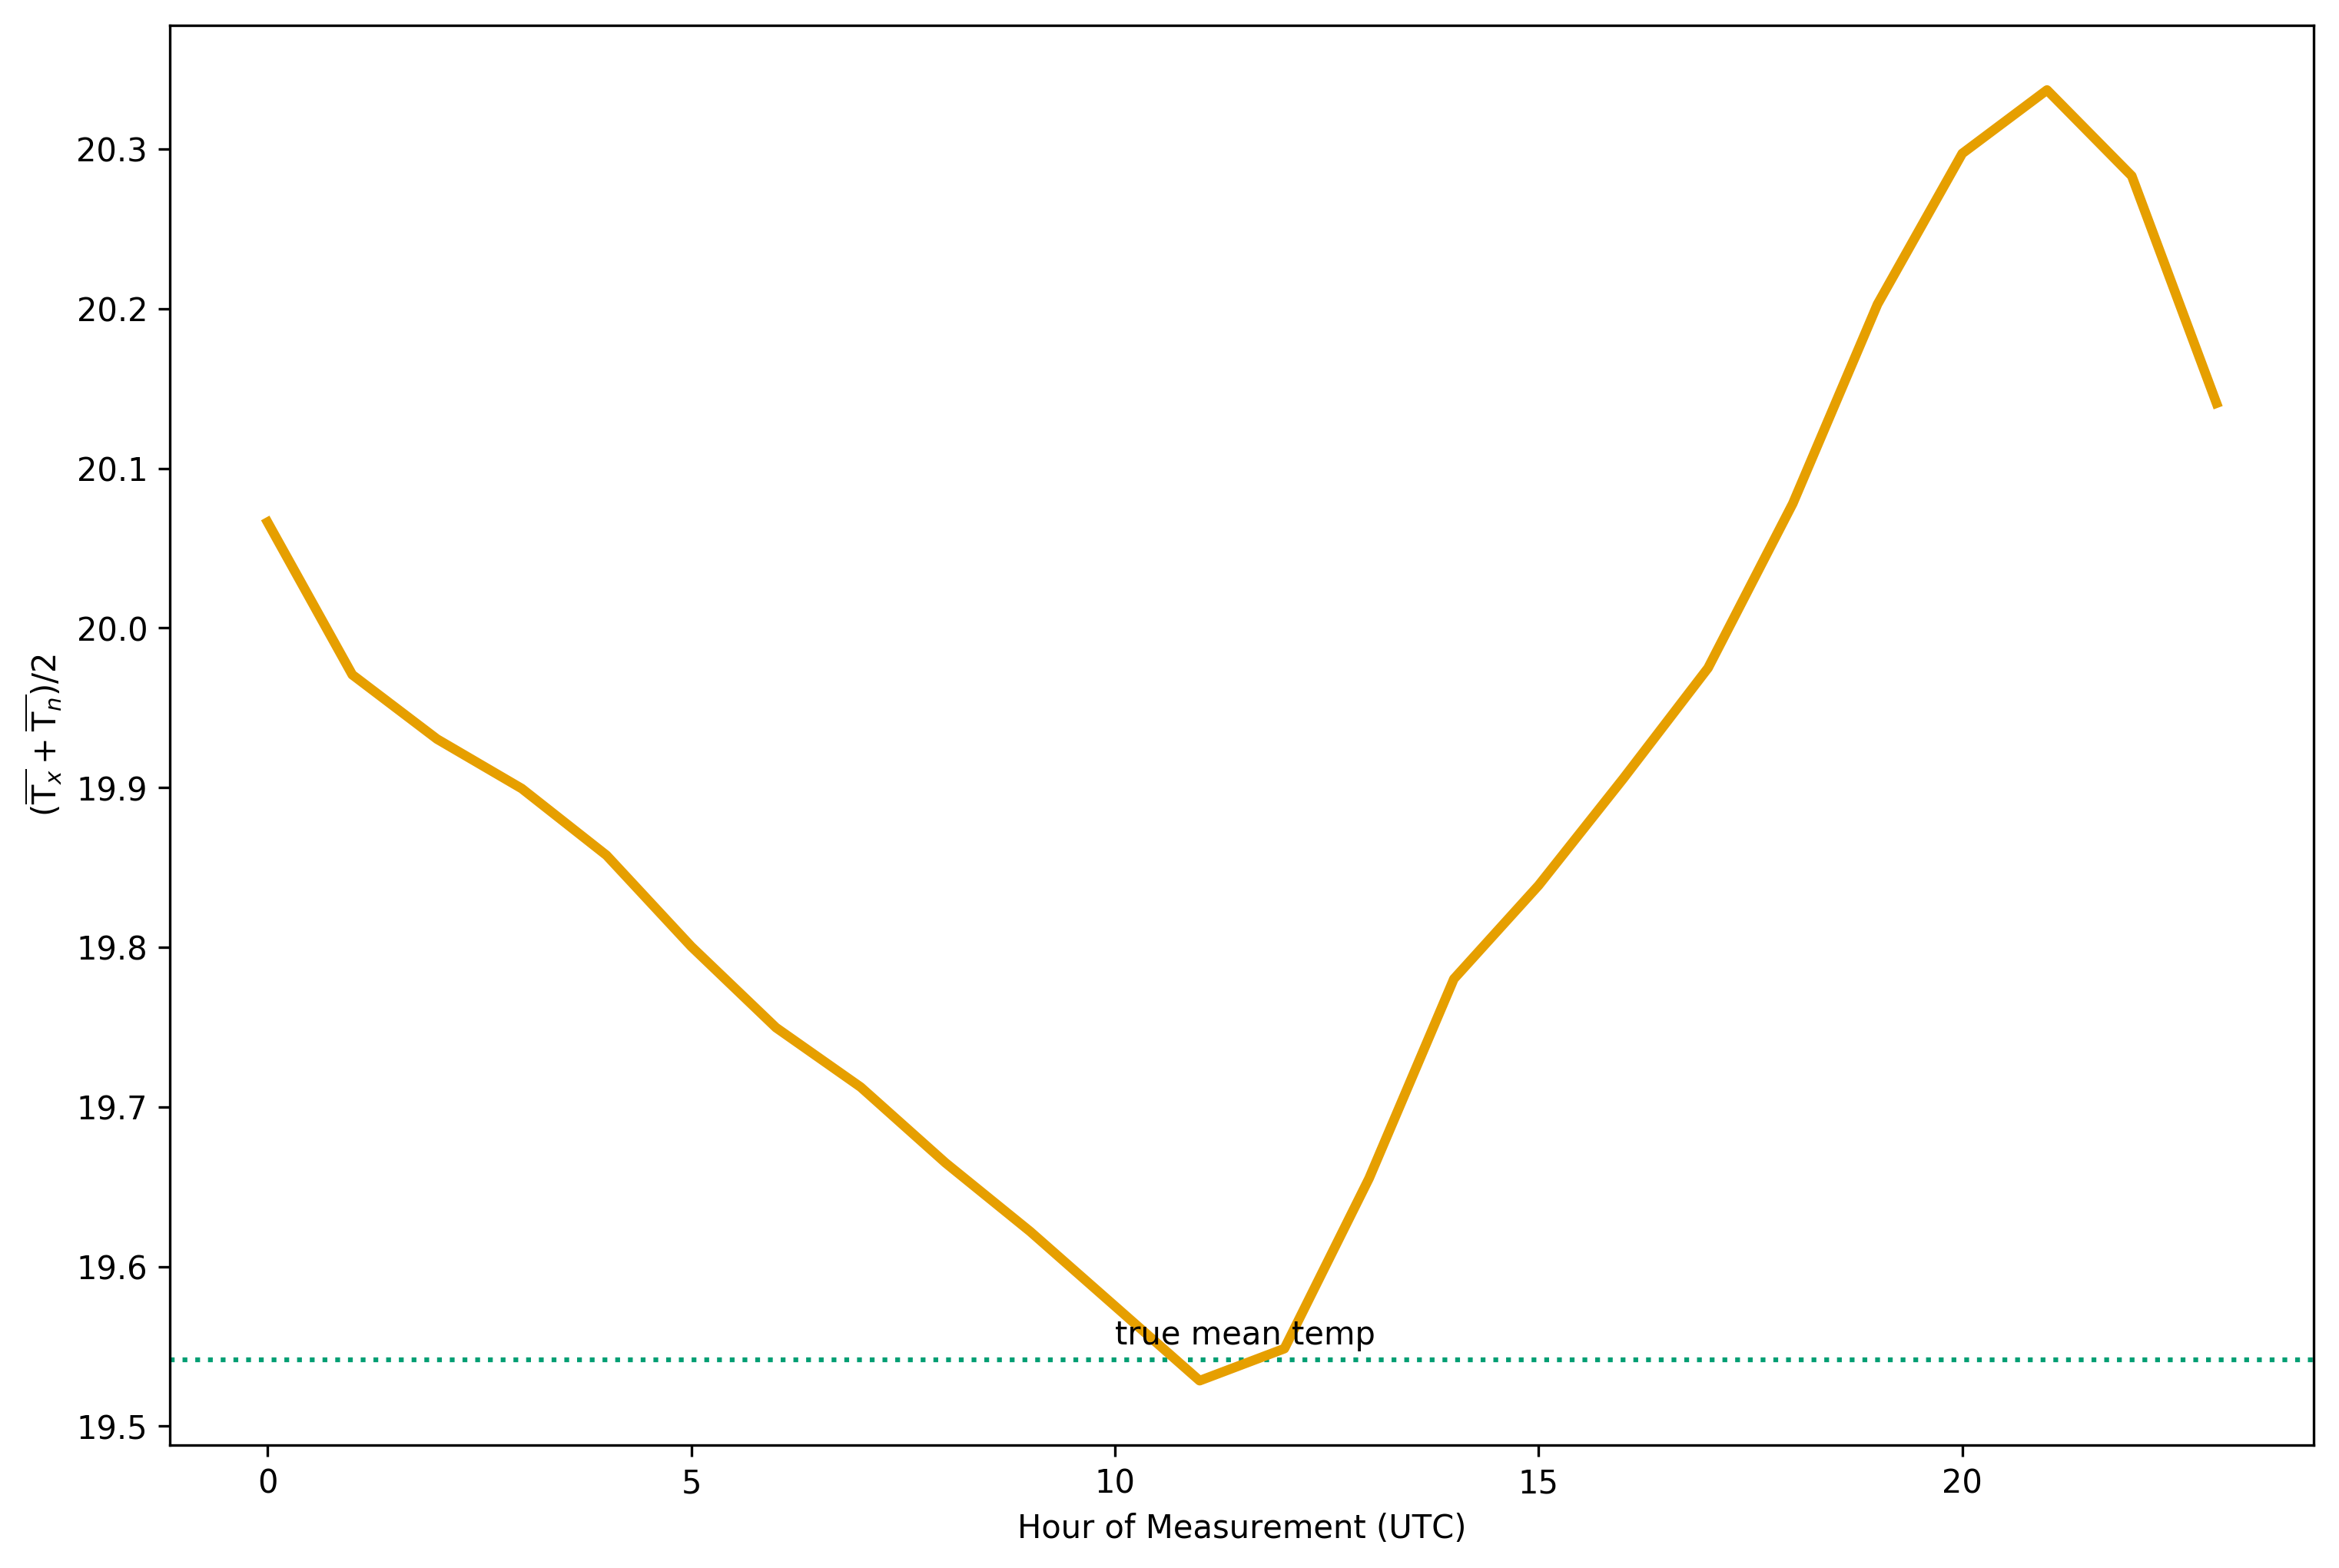 20.3
20.2
20.1
20.0
19.9
19.8
19.7
19.6
19.5
(T̅ₓ + T̅ₙ)/2
true mean temp
0 5 10 15 20
Hour of Measurement (UTC)